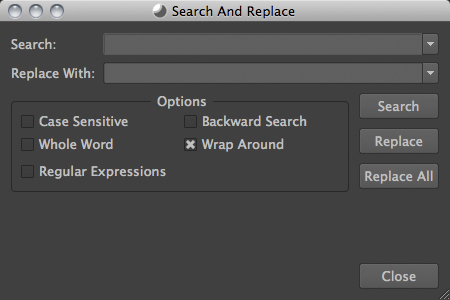 Search And Replace
Search:
Replace With:
Options
Search
Case Sensitive
Backward Search
Replace
Whole Word
Wrap Around
Regular Expressions
Replace All
Close